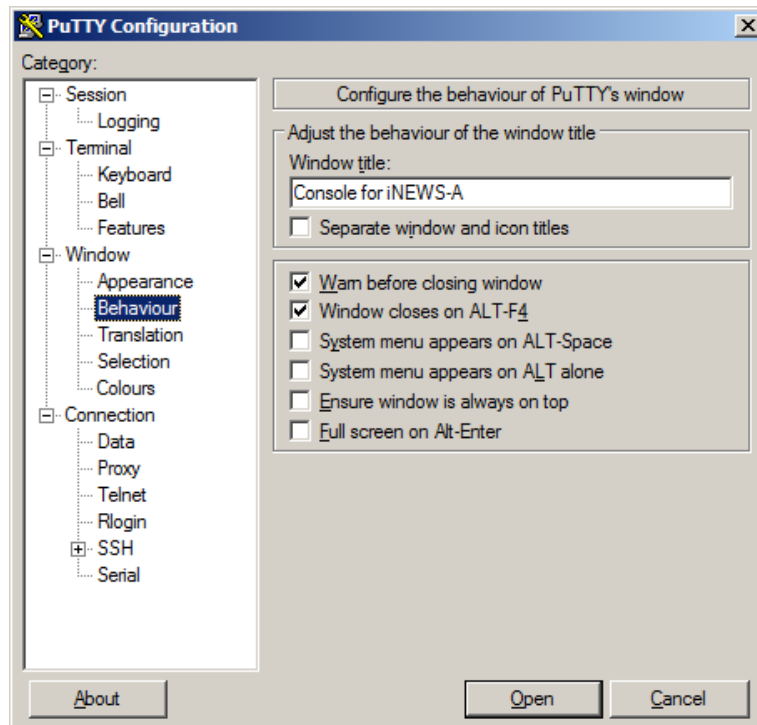 PuTTY Configuration
Category:
Session
Logging
Terminal
Keyboard
Bell
Features
Window
Appearance
Behaviour
Translation
Selection
Colours
Connection
Data
Proxy
Telnet
Rlogin
SSH
Serial
Configure the behaviour of PuTTY's window
Adjust the behaviour of the window title
Window title:
Console for iNEWS-A
Separate window and icon titles
Warn before closing window
Window closes on ALT-F4
System menu appears on ALT-Space
System menu appears on ALT alone
Ensure window is always on top
Full screen on Alt-Enter
About
Open
Cancel